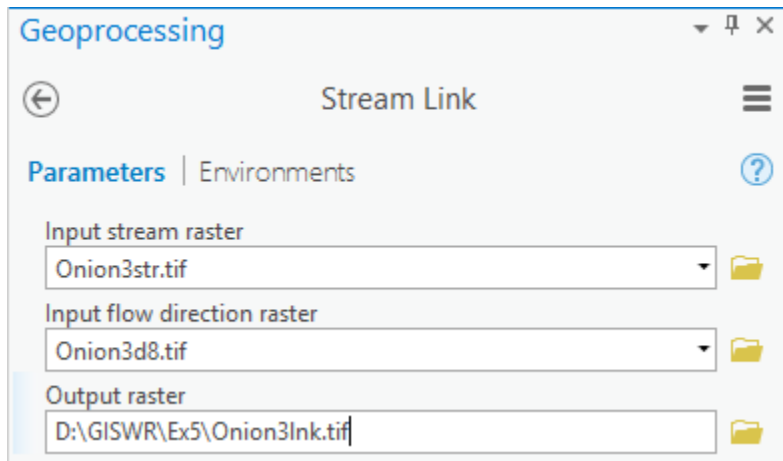 Geoprocessing
Stream Link
Parameters | Environments
Input stream raster
Onion3str.tif
Input flow direction raster
Onion3d8.tif
Output raster
D:\GISWR\Ex5\Onion3lnk.tif